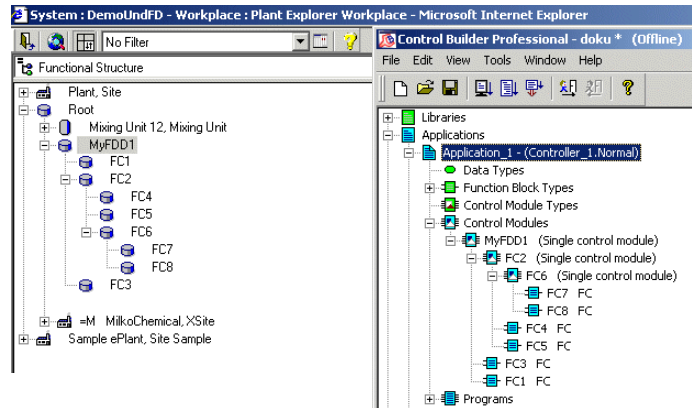 System : DemoUndFD - Workplace : Plant Explorer Workplace - Microsoft Internet Explorer
No Filter
Functional Structure
Plant, Site
Root
Mixing Unit 12, Mixing Unit
MyFDD1
FC1
FC2
FC4
FC5
FC6
FC7
FC8
FC3
=M MilkoChemical, XSite
Sample ePlant, Site Sample
Control Builder Professional - doku * (Offline)
File Edit View Tools Window Help
Libraries
Applications
Application_1 - (Controller_1.Normal)
Data Types
Function Block Types
Control Module Types
Control Modules
MyFDD1 (Single control module)
FC2 (Single control module)
FC6 (Single control module)
FC7 FC
FC8 FC
FC4 FC
FC5 FC
FC3 FC
FC1 FC
Programs